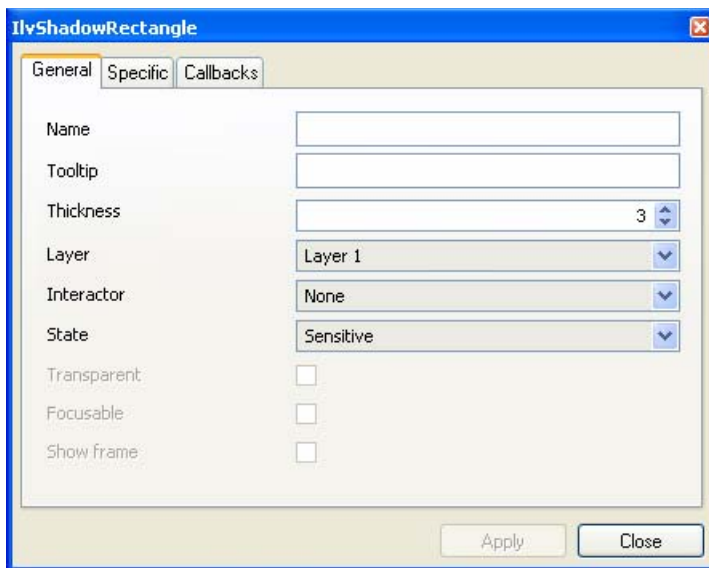 IlvShadowRectangle
General Specific Callbacks
Name
Tooltip
Thickness 3
Layer Layer 1
Interactor None
State Sensitive
Transparent
Focusable
Show frame
Apply Close